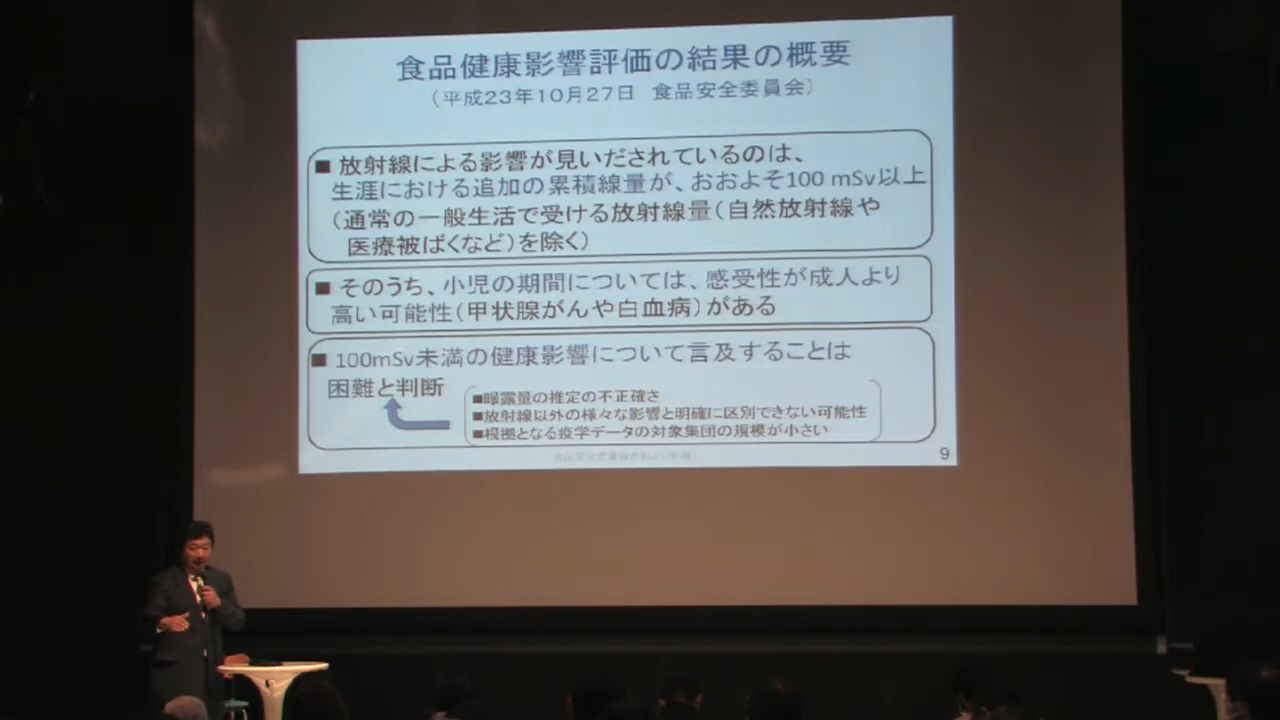 食品健康影響評価の結果の概要
（平成23年10月27日 食品安全委員会）
■ 放射線による影響が見いだされているのは、
生涯における追加の累積線量が、おおよそ100 mSv以上
（通常の一般生活で受ける放射線量（自然放射線や
医療被ばくなど）を除く）
■ そのうち、小児の期間については、感受性が成人より
高い可能性（甲状腺がんや白血病）がある
■ 100mSv未満の健康影響について言及することは
困難と判断
■曝露量の推定の不正確さ
■放射線以外の様々な影響と明確に区別できない可能性
■根拠となる疫学データの対象集団の規模が小さい
9